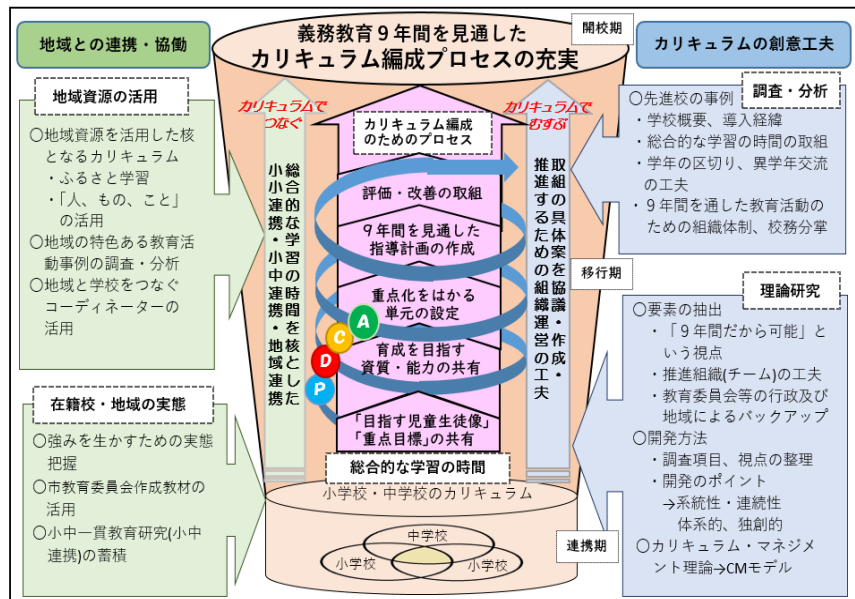 地域との連携・協働
地域資源の活用
〇地域資源を活用した核
となるカリキュラム
・ふるさと学習
・「人、もの、こと」
の活用
〇地域の特色ある教育活
動事例の調査・分析
〇地域と学校をつなぐ
コーディネーターの
活用
在籍校・地域の実態
〇強みを生かすための実態
把握
〇市教育委員会作成教材の
活用
〇小中一貫教育研究(小中
連携)の蓄積
義務教育９年間を見通した
カリキュラム編成プロセスの充実
開校期
カリキュラムで
つなぐ
総合的な学習の時間を核とした
小小連携・小中連携・地域連携
カリキュラム編成
のためのプロセス
評価・改善の取組
９年間を見通した
指導計画の作成
重点化をはかる
単元の設定
育成を目指す
資質・能力の共有
「目指す児童生徒像」
「重点目標」の共有
A
C
D
P
総合的な学習の時間
カリキュラムで
むすぶ
取組の具体案を協議・作成・
推進するための組織運営の工夫
移行期
小学校・中学校のカリキュラム
中学校
小学校
小学校
連携期
カリキュラムの創意工夫
調査・分析
〇先進校の事例
・学校概要、導入経緯
・総合的な学習の時間の取組
・学年の区切り、異学年交流
の工夫
・９年間を通した教育活動の
ための組織体制、校務分掌
理論研究
〇要素の抽出
・「９年間だから可能」と
いう視点
・推進組織(チーム)の工夫
・教育委員会等の行政及び
地域によるバックアップ
〇開発方法
・調査項目、視点の整理
・開発のポイント
→系統性・連続性
体系的、独創的
〇カリキュラム・マネジメ
ント理論→CMモデル